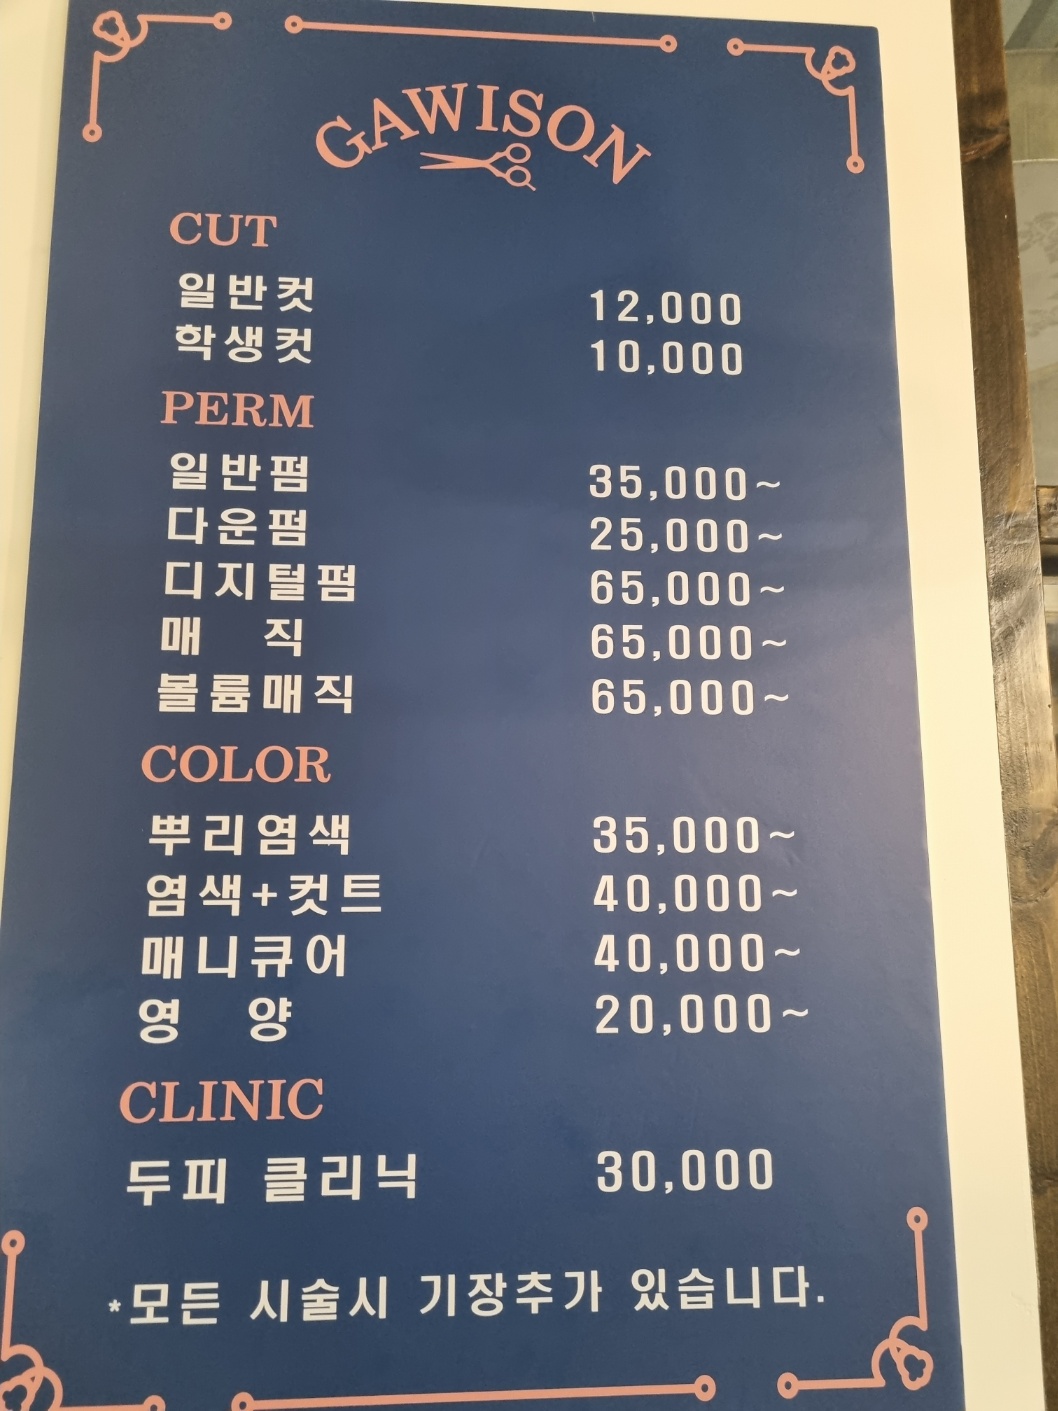 GAWISON
CUT
일반컷 12,000
학생컷 10,000
PERM
일반펌 35,000~
다운펌 25,000~
디지털펌 65,000~
매 직 65,000~
볼륨매직 65,000~
COLOR
뿌리염색 35,000~
염색+컷트 40,000~
매니큐어 40,000~
영 양 20,000~
CLINIC
두피 클리닉 30,000
*모든 시술시 기장추가 있습니다.